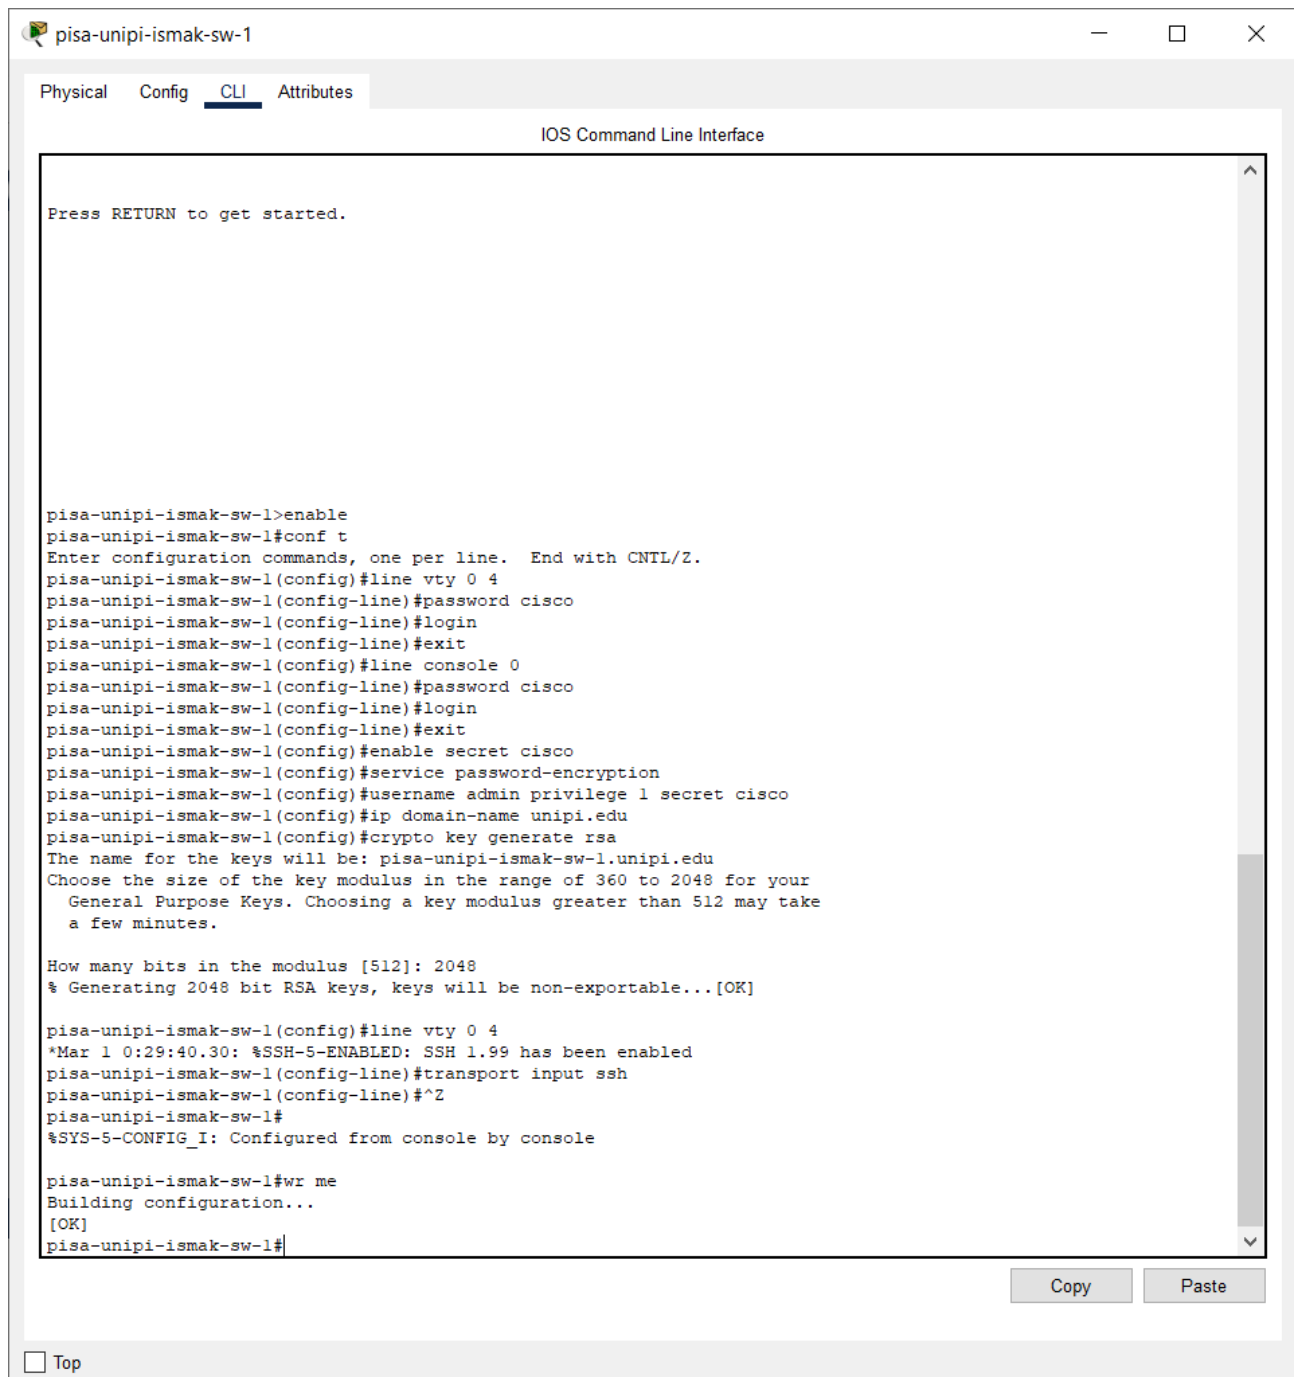 pisa-unipi-ismak-sw-1
Physical Config CLI Attributes
IOS Command Line Interface
Press RETURN to get started.
pisa-unipi-ismak-sw-1>enable
pisa-unipi-ismak-sw-1#conf t
Enter configuration commands, one per line.  End with CNTL/Z.
pisa-unipi-ismak-sw-1(config)#line vty 0 4
pisa-unipi-ismak-sw-1(config-line)#password cisco
pisa-unipi-ismak-sw-1(config-line)#login
pisa-unipi-ismak-sw-1(config-line)#exit
pisa-unipi-ismak-sw-1(config)#line console 0
pisa-unipi-ismak-sw-1(config-line)#password cisco
pisa-unipi-ismak-sw-1(config-line)#login
pisa-unipi-ismak-sw-1(config-line)#exit
pisa-unipi-ismak-sw-1(config)#enable secret cisco
pisa-unipi-ismak-sw-1(config)#service password-encryption
pisa-unipi-ismak-sw-1(config)#username admin privilege 1 secret cisco
pisa-unipi-ismak-sw-1(config)#ip domain-name unipi.edu
pisa-unipi-ismak-sw-1(config)#crypto key generate rsa
The name for the keys will be: pisa-unipi-ismak-sw-1.unipi.edu
Choose the size of the key modulus in the range of 360 to 2048 for your
  General Purpose Keys. Choosing a key modulus greater than 512 may take
  a few minutes.
How many bits in the modulus [512]: 2048
% Generating 2048 bit RSA keys, keys will be non-exportable...[OK]
pisa-unipi-ismak-sw-1(config)#line vty 0 4
*Mar 1 0:29:40.30: %SSH-5-ENABLED: SSH 1.99 has been enabled
pisa-unipi-ismak-sw-1(config-line)#transport input ssh
pisa-unipi-ismak-sw-1(config-line)#^Z
pisa-unipi-ismak-sw-1#
%SYS-5-CONFIG_I: Configured from console by console
pisa-unipi-ismak-sw-1#wr me
Building configuration...
[OK]
pisa-unipi-ismak-sw-1#
Copy Paste
Top